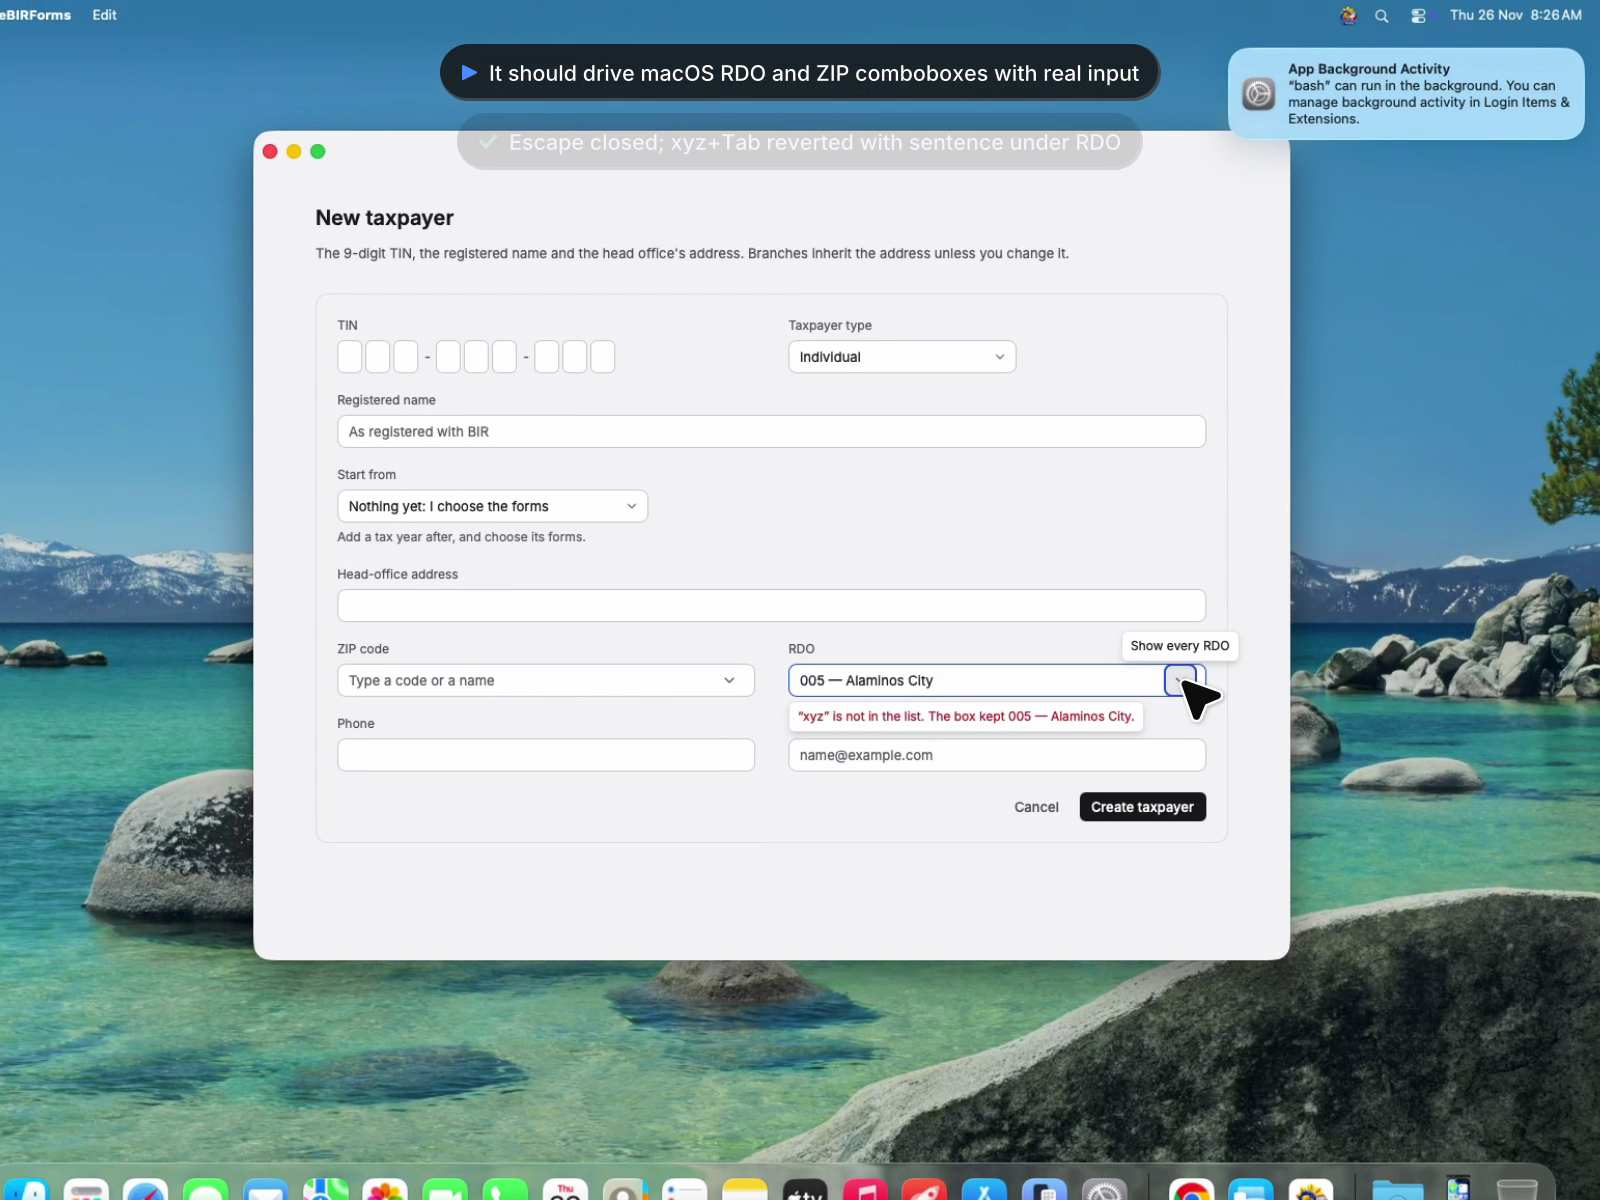 eBIRForms Edit
Thu 26 Nov 8:26 AM
It should drive macOS RDO and ZIP comboboxes with real input
App Background Activity
“bash” can run in the background. You can
manage background activity in Login Items &
Extensions.
Escape closed; xyz+Tab reverted with sentence under RDO
New taxpayer
The 9-digit TIN, the registered name and the head office's address. Branches inherit the address unless you change it.
TIN
Taxpayer type
- -
Individual
Registered name
As registered with BIR
Start from
Nothing yet: I choose the forms
Add a tax year after, and choose its forms.
Head-office address
ZIP code
RDO
Show every RDO
Type a code or a name
005 — Alaminos City
“xyz” is not in the list. The box kept 005 — Alaminos City.
Phone
name@example.com
Cancel
Create taxpayer
Thu
tv